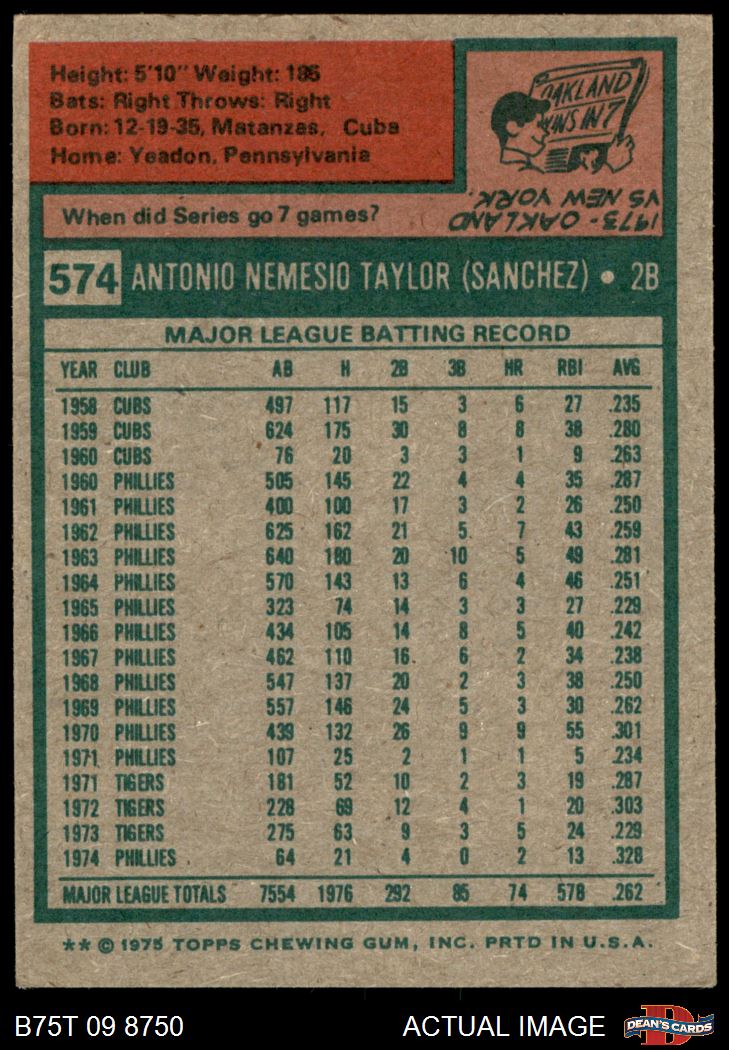 Height: 5'10" Weight: 185
Bats: Right Throws: Right
Born: 12-19-35, Matanzas, Cuba
Home: Yeadon, Pennsylvania
OAKLAND
WINS IN 7
When did Series go 7 games?
1973 - OAKLAND
VS NEW YORK.
574 ANTONIO NEMESIO TAYLOR (SANCHEZ) • 2B
MAJOR LEAGUE BATTING RECORD
YEAR CLUB AB H 2B 3B HR RBI AVG
1958 CUBS 497 117 15 3 6 27 .235
1959 CUBS 624 175 30 8 8 38 .280
1960 CUBS 76 20 3 3 1 9 .263
1960 PHILLIES 505 145 22 4 4 35 .287
1961 PHILLIES 400 100 17 3 2 26 .250
1962 PHILLIES 625 162 21 5 7 43 .259
1963 PHILLIES 640 180 20 10 5 49 .281
1964 PHILLIES 570 143 13 6 4 46 .251
1965 PHILLIES 323 74 14 3 3 27 .229
1966 PHILLIES 434 105 14 8 5 40 .242
1967 PHILLIES 462 110 16 6 2 34 .238
1968 PHILLIES 547 137 20 2 3 38 .250
1969 PHILLIES 557 146 24 5 3 30 .262
1970 PHILLIES 439 132 26 9 9 55 .301
1971 PHILLIES 107 25 2 1 1 5 .234
1971 TIGERS 181 52 10 2 3 19 .287
1972 TIGERS 228 69 12 4 1 20 .303
1973 TIGERS 275 63 9 3 5 24 .229
1974 PHILLIES 64 21 4 0 2 13 .328
MAJOR LEAGUE TOTALS 7554 1976 292 85 74 578 .262
** © 1975 TOPPS CHEWING GUM, INC. PRTD IN U.S.A.
B75T 09 8750 ACTUAL IMAGE
D
DEAN'S CARDS